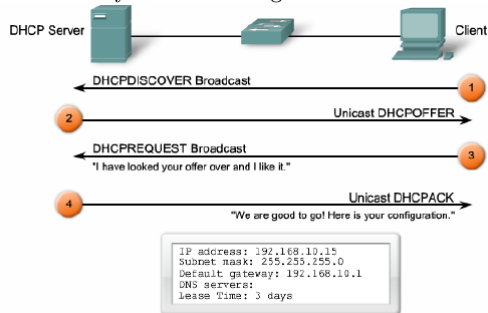 DHCP Server
Client
DHCPDISCOVER Broadcast
1
2
Unicast DHCPOFFER
DHCPREQUEST Broadcast
3
"I have looked your offer over and I like it."
4
Unicast DHCPACK
"We are good to go! Here is your configuration."
IP address: 192.168.10.15
Subnet mask: 255.255.255.0
Default gateway: 192.168.10.1
DNS servers:
Lease Time: 3 days